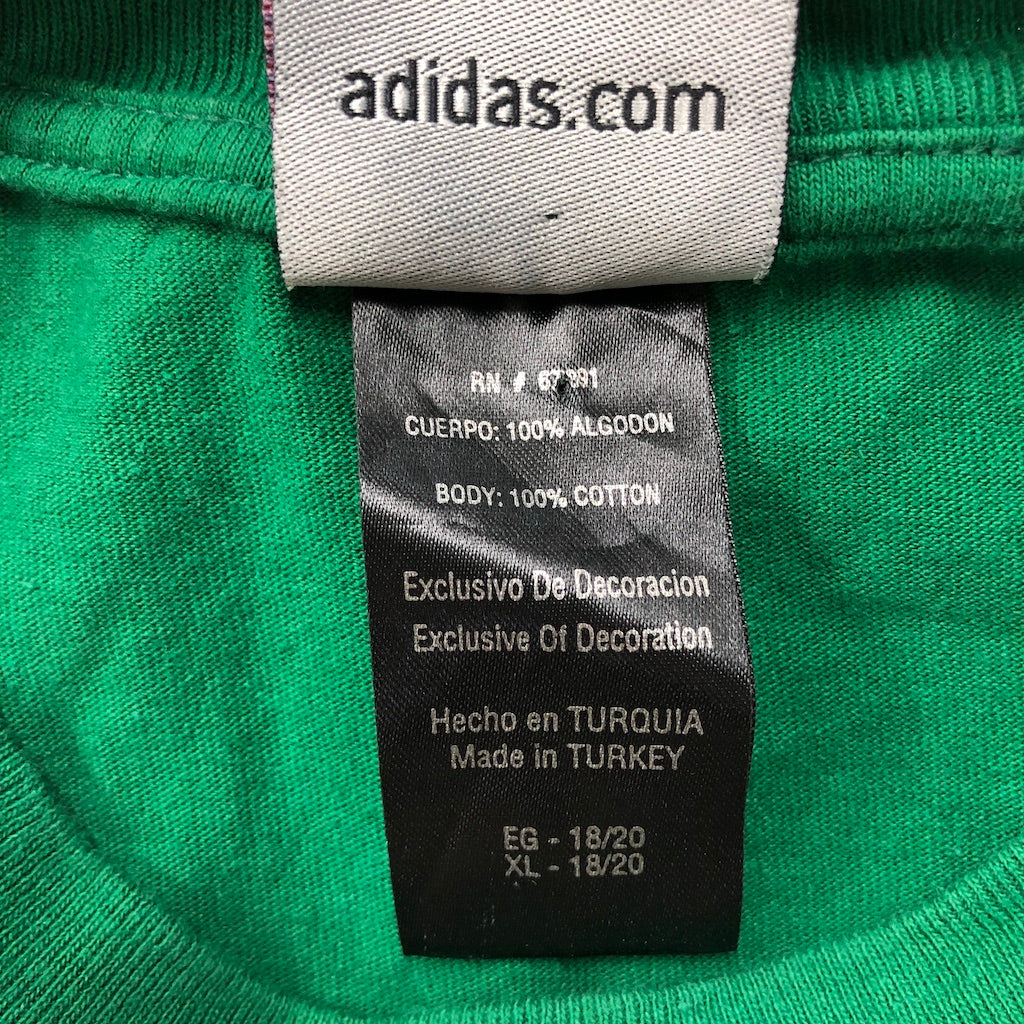 adidas.com
RN #
CUERPO: 100% ALGODON
BODY: 100% COTTON
Exclusivo De Decoracion
Exclusive Of Decoration
Hecho en TURQUIA
Made in TURKEY
EG - 18/20
XL - 18/20